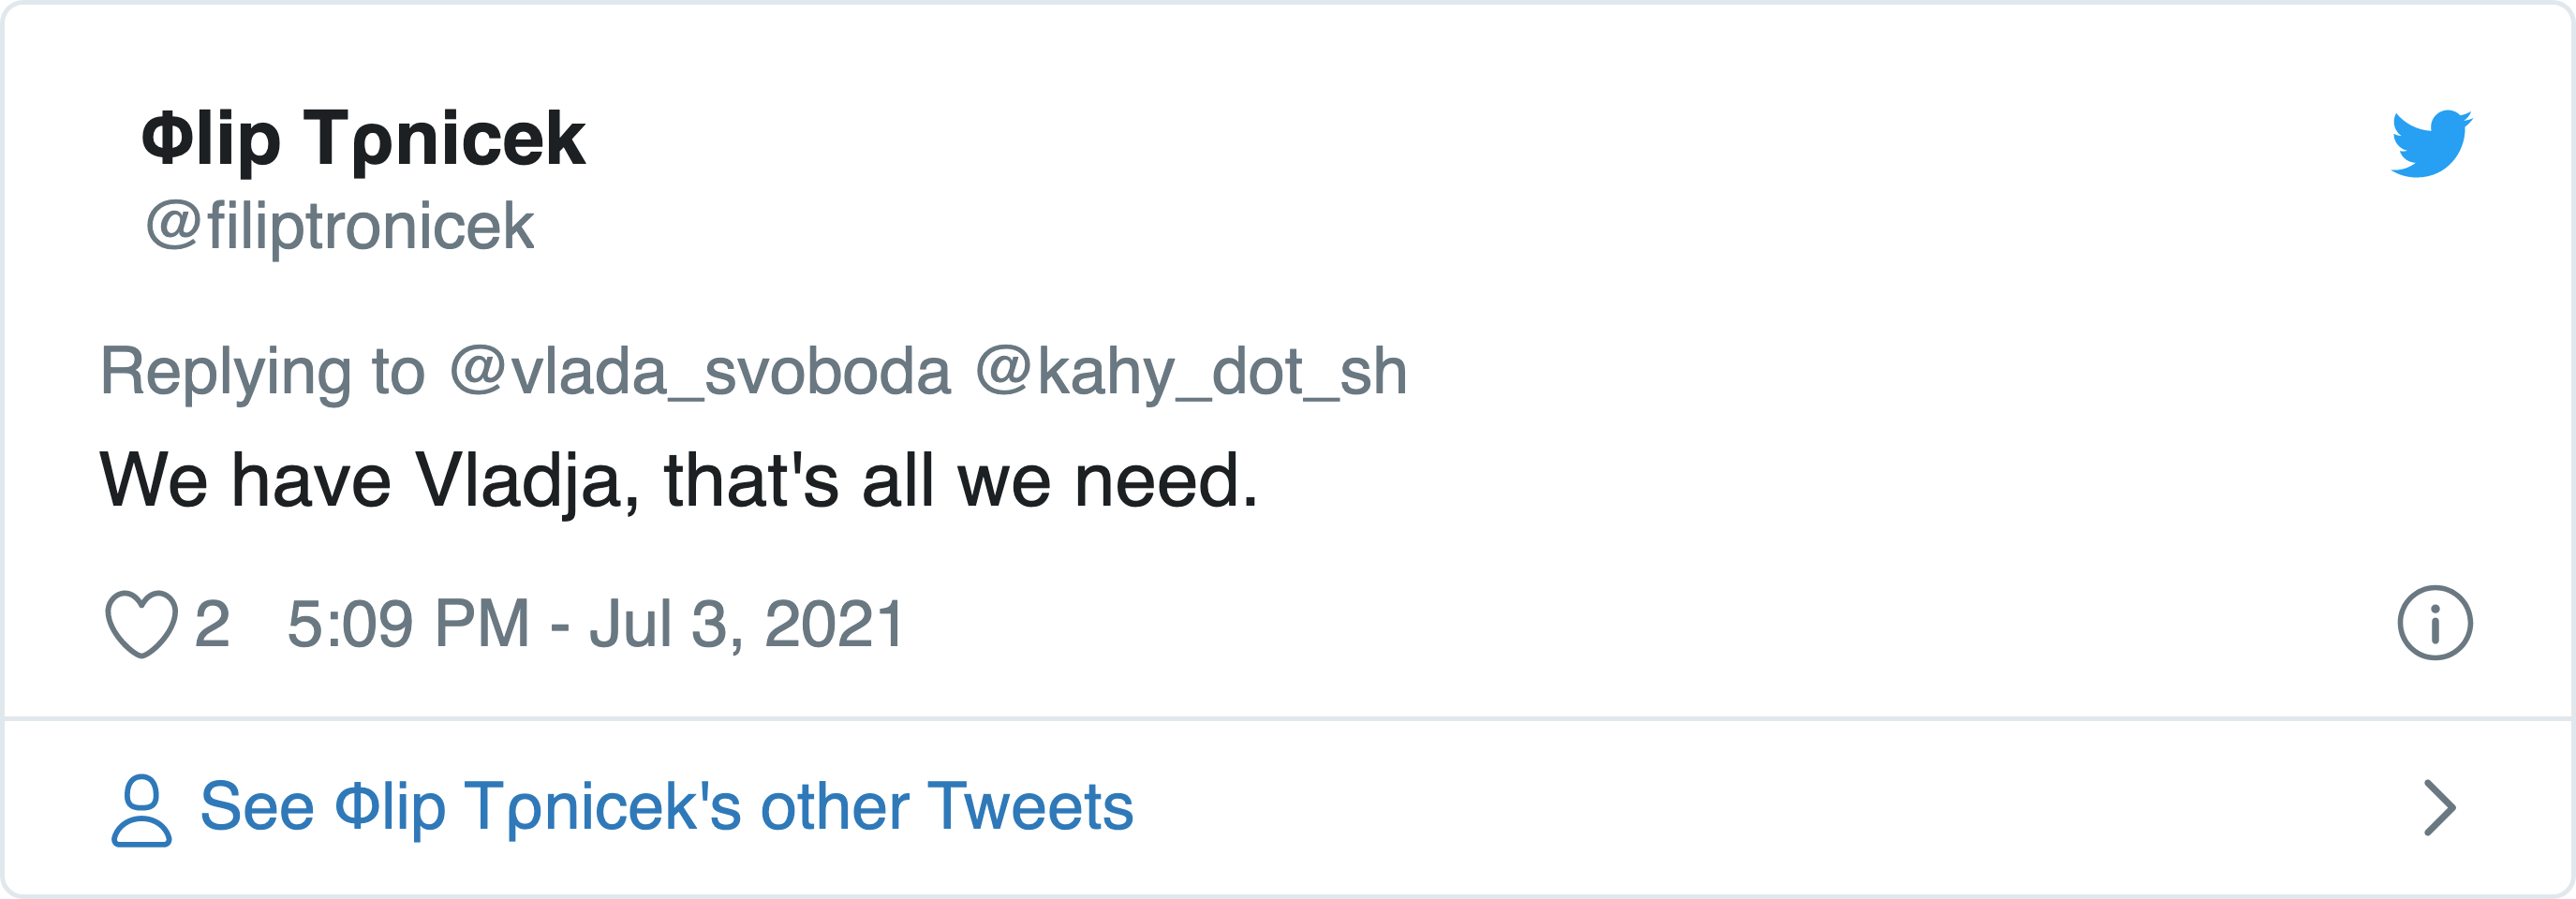 Φlip Tρnicek
@filiptronicek
Replying to @vlada_svoboda @kahy_dot_sh
We have Vladja, that's all we need.
2 5:09 PM - Jul 3, 2021
See Φlip Tρnicek's other Tweets